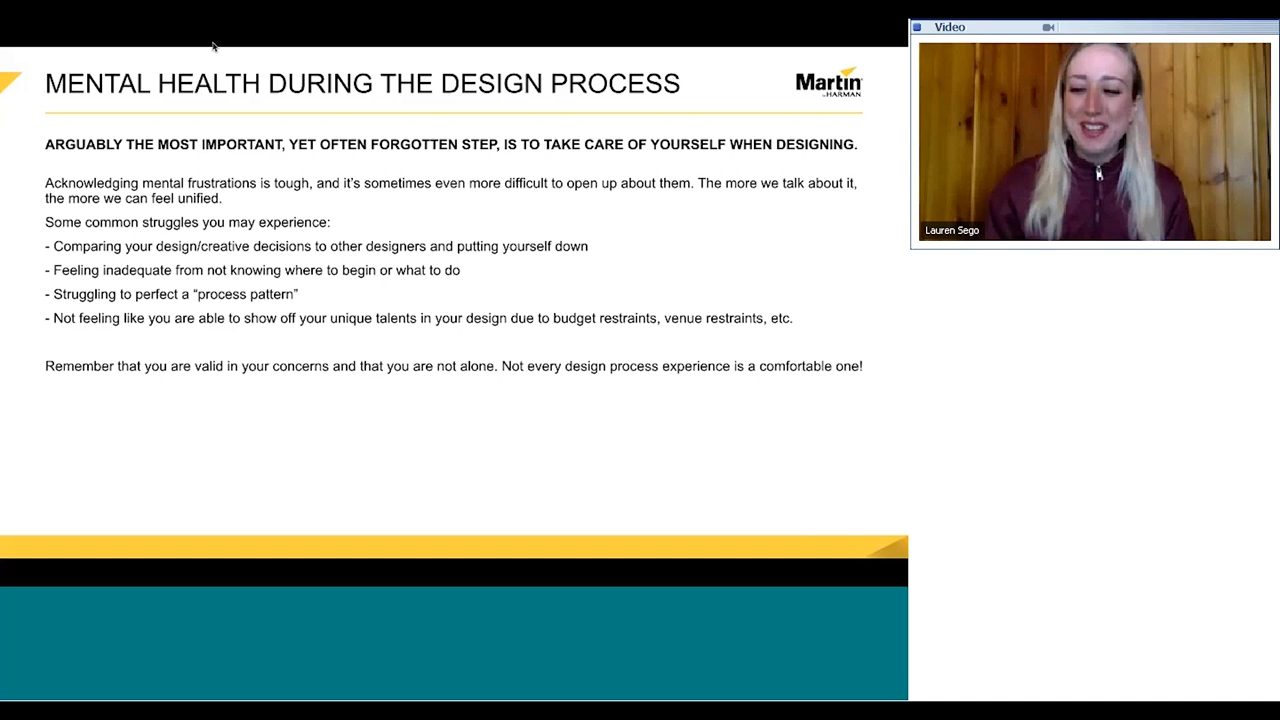 Video
MENTAL HEALTH DURING THE DESIGN PROCESS
Martin
by HARMAN
ARGUABLY THE MOST IMPORTANT, YET OFTEN FORGOTTEN STEP, IS TO TAKE CARE OF YOURSELF WHEN DESIGNING.
Acknowledging mental frustrations is tough, and it's sometimes even more difficult to open up about them. The more we talk about it,
the more we can feel unified.
Some common struggles you may experience:
- Comparing your design/creative decisions to other designers and putting yourself down
- Feeling inadequate from not knowing where to begin or what to do
- Struggling to perfect a “process pattern”
- Not feeling like you are able to show off your unique talents in your design due to budget restraints, venue restraints, etc.
Remember that you are valid in your concerns and that you are not alone. Not every design process experience is a comfortable one!
Lauren Sego